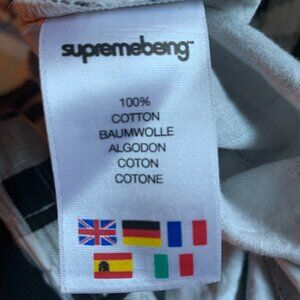 supremebeing™
100%
COTTON
BAUMWOLLE
ALGODON
COTON
COTONE